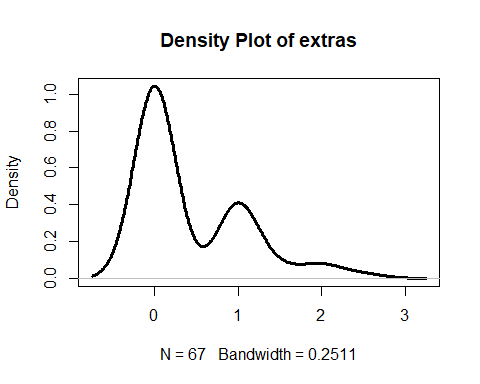 Density Plot of extras
Density
0.0 0.2 0.4 0.6 0.8 1.0
0 1 2 3
N = 67 Bandwidth = 0.2511